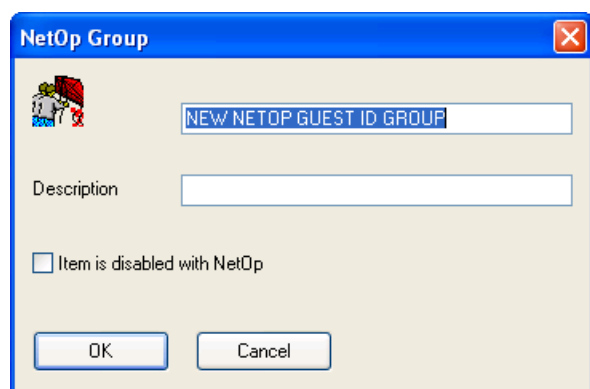 NetOp Group
NEW NETOP GUEST ID GROUP
Description
Item is disabled with NetOp
OK
Cancel